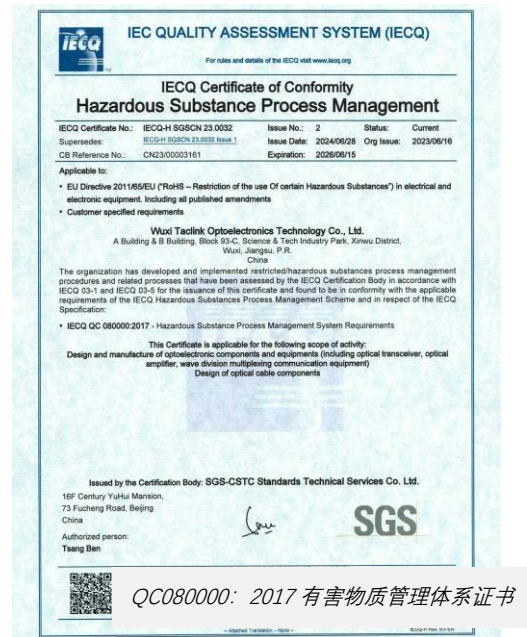 IECQ
IEC QUALITY ASSESSMENT SYSTEM (IECQ)
For rules and details of the IECQ visit www.iecq.org
IECQ Certificate of Conformity
Hazardous Substance Process Management
IECQ Certificate No.: IECQ-H SGSCN 23.0032 Issue No.: 2 Status: Current
Supersedes: IECQ-H SGSCN 23.0032 Issue 1 Issue Date: 2024/06/28 Org Issue: 2023/06/16
CB Reference No.: CN23/00003161 Expiration: 2026/06/15
Applicable to:
• EU Directive 2011/65/EU ("RoHS – Restriction of the use Of certain Hazardous Substances") in electrical and
electronic equipment. Including all published amendments
• Customer specified requirements
Wuxi Taclink Optoelectronics Technology Co., Ltd.
A Building & B Building, Block 93-C, Science & Tech Industry Park, Xinwu District,
Wuxi, Jiangsu, P.R.
China
The organization has developed and implemented restricted/hazardous substances process management
procedures and related processes that have been assessed by the IECQ Certification Body in accordance with
IECQ 03-1 and IECQ 03-5 for the issuance of this certificate and found to be in conformity with the applicable
requirements of the IECQ Hazardous Substances Process Management Scheme and in respect of the IECQ
Specification:
• IECQ QC 080000:2017 - Hazardous Substance Process Management System Requirements
This Certificate is applicable for the following scope of activity:
Design and manufacture of optoelectronic components and equipments (including optical transceiver, optical
amplifier, wave division multiplexing communication equipment)
Design of optical cable components
Issued by the Certification Body: SGS-CSTC Standards Technical Services Co. Ltd.
16F Century YuHui Mansion,
73 Fucheng Road, Beijing
China
SGS
Authorized person:
Tsang Ben
QC080000：2017 有害物质管理体系证书
-- Attached Translation - None --